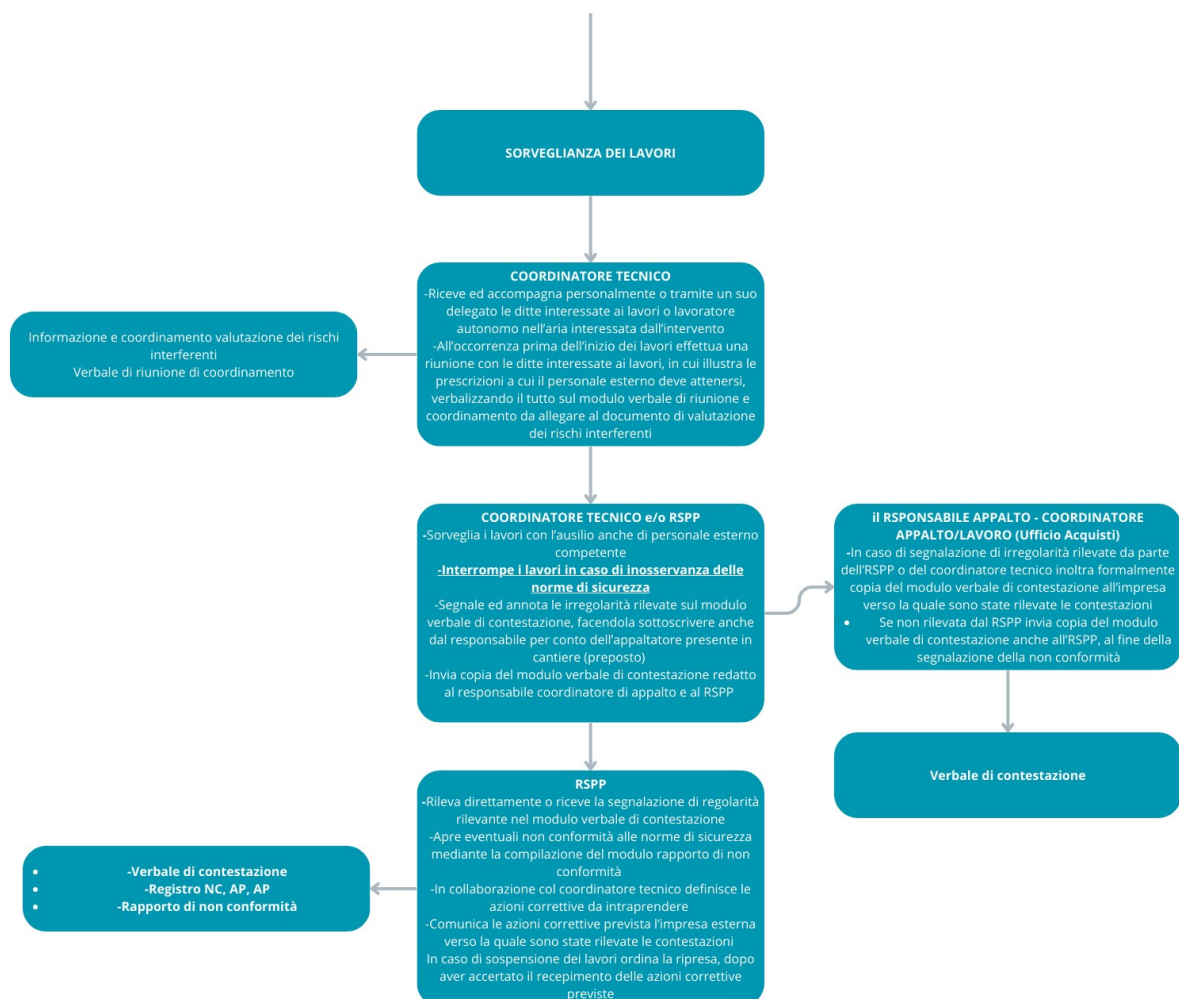 SORVEGLIANZA DEI LAVORI
COORDINATORE TECNICO
-Riceve ed accompagna personalmente o tramite un suo
delegato le ditte interessate ai lavori o lavoratore
autonomo nell’aria interessata dall’intervento
-All’occorrenza prima dell’inizio dei lavori effettua una
riunione con le ditte interessate ai lavori, in cui illustra le
prescrizioni a cui il personale esterno deve attenersi,
verbalizzando il tutto sul modulo verbale di riunione e
coordinamento da allegare al documento di valutazione
dei rischi interferenti
Informazione e coordinamento valutazione dei rischi
interferenti
Verbale di riunione di coordinamento
COORDINATORE TECNICO e/o RSPP
-Sorveglia i lavori con l’ausilio anche di personale esterno
competente
-Interrompe i lavori in caso di inosservanza delle
norme di sicurezza
-Segnale ed annota le irregolarità rilevate sul modulo
verbale di contestazione, facendola sottoscrivere anche
dal responsabile per conto dell’appaltatore presente in
cantiere (preposto)
-Invia copia del modulo verbale di contestazione redatto
al responsabile coordinatore di appalto e al RSPP
il RSPONSABILE APPALTO - COORDINATORE
APPALTO/LAVORO (Ufficio Acquisti)
-In caso di segnalazione di irregolarità rilevate da parte
dell’RSPP o del coordinatore tecnico inoltra formalmente
copia del modulo verbale di contestazione all’impresa
verso la quale sono state rilevate le contestazioni
• Se non rilevata dal RSPP invia copia del modulo
verbale di contestazione anche all’RSPP, al fine della
segnalazione della non conformità
Verbale di contestazione
RSPP
-Rileva direttamente o riceve la segnalazione di regolarità
rilevante nel modulo verbale di contestazione
-Apre eventuali non conformità alle norme di sicurezza
mediante la compilazione del modulo rapporto di non
conformità
-In collaborazione col coordinatore tecnico definisce le
azioni correttive da intraprendere
-Comunica le azioni correttive prevista l’impresa esterna
verso la quale sono state rilevate le contestazioni
In caso di sospensione dei lavori ordina la ripresa, dopo
aver accertato il recepimento delle azioni correttive
previste
• -Verbale di contestazione
• -Registro NC, AP, AP
• -Rapporto di non conformità